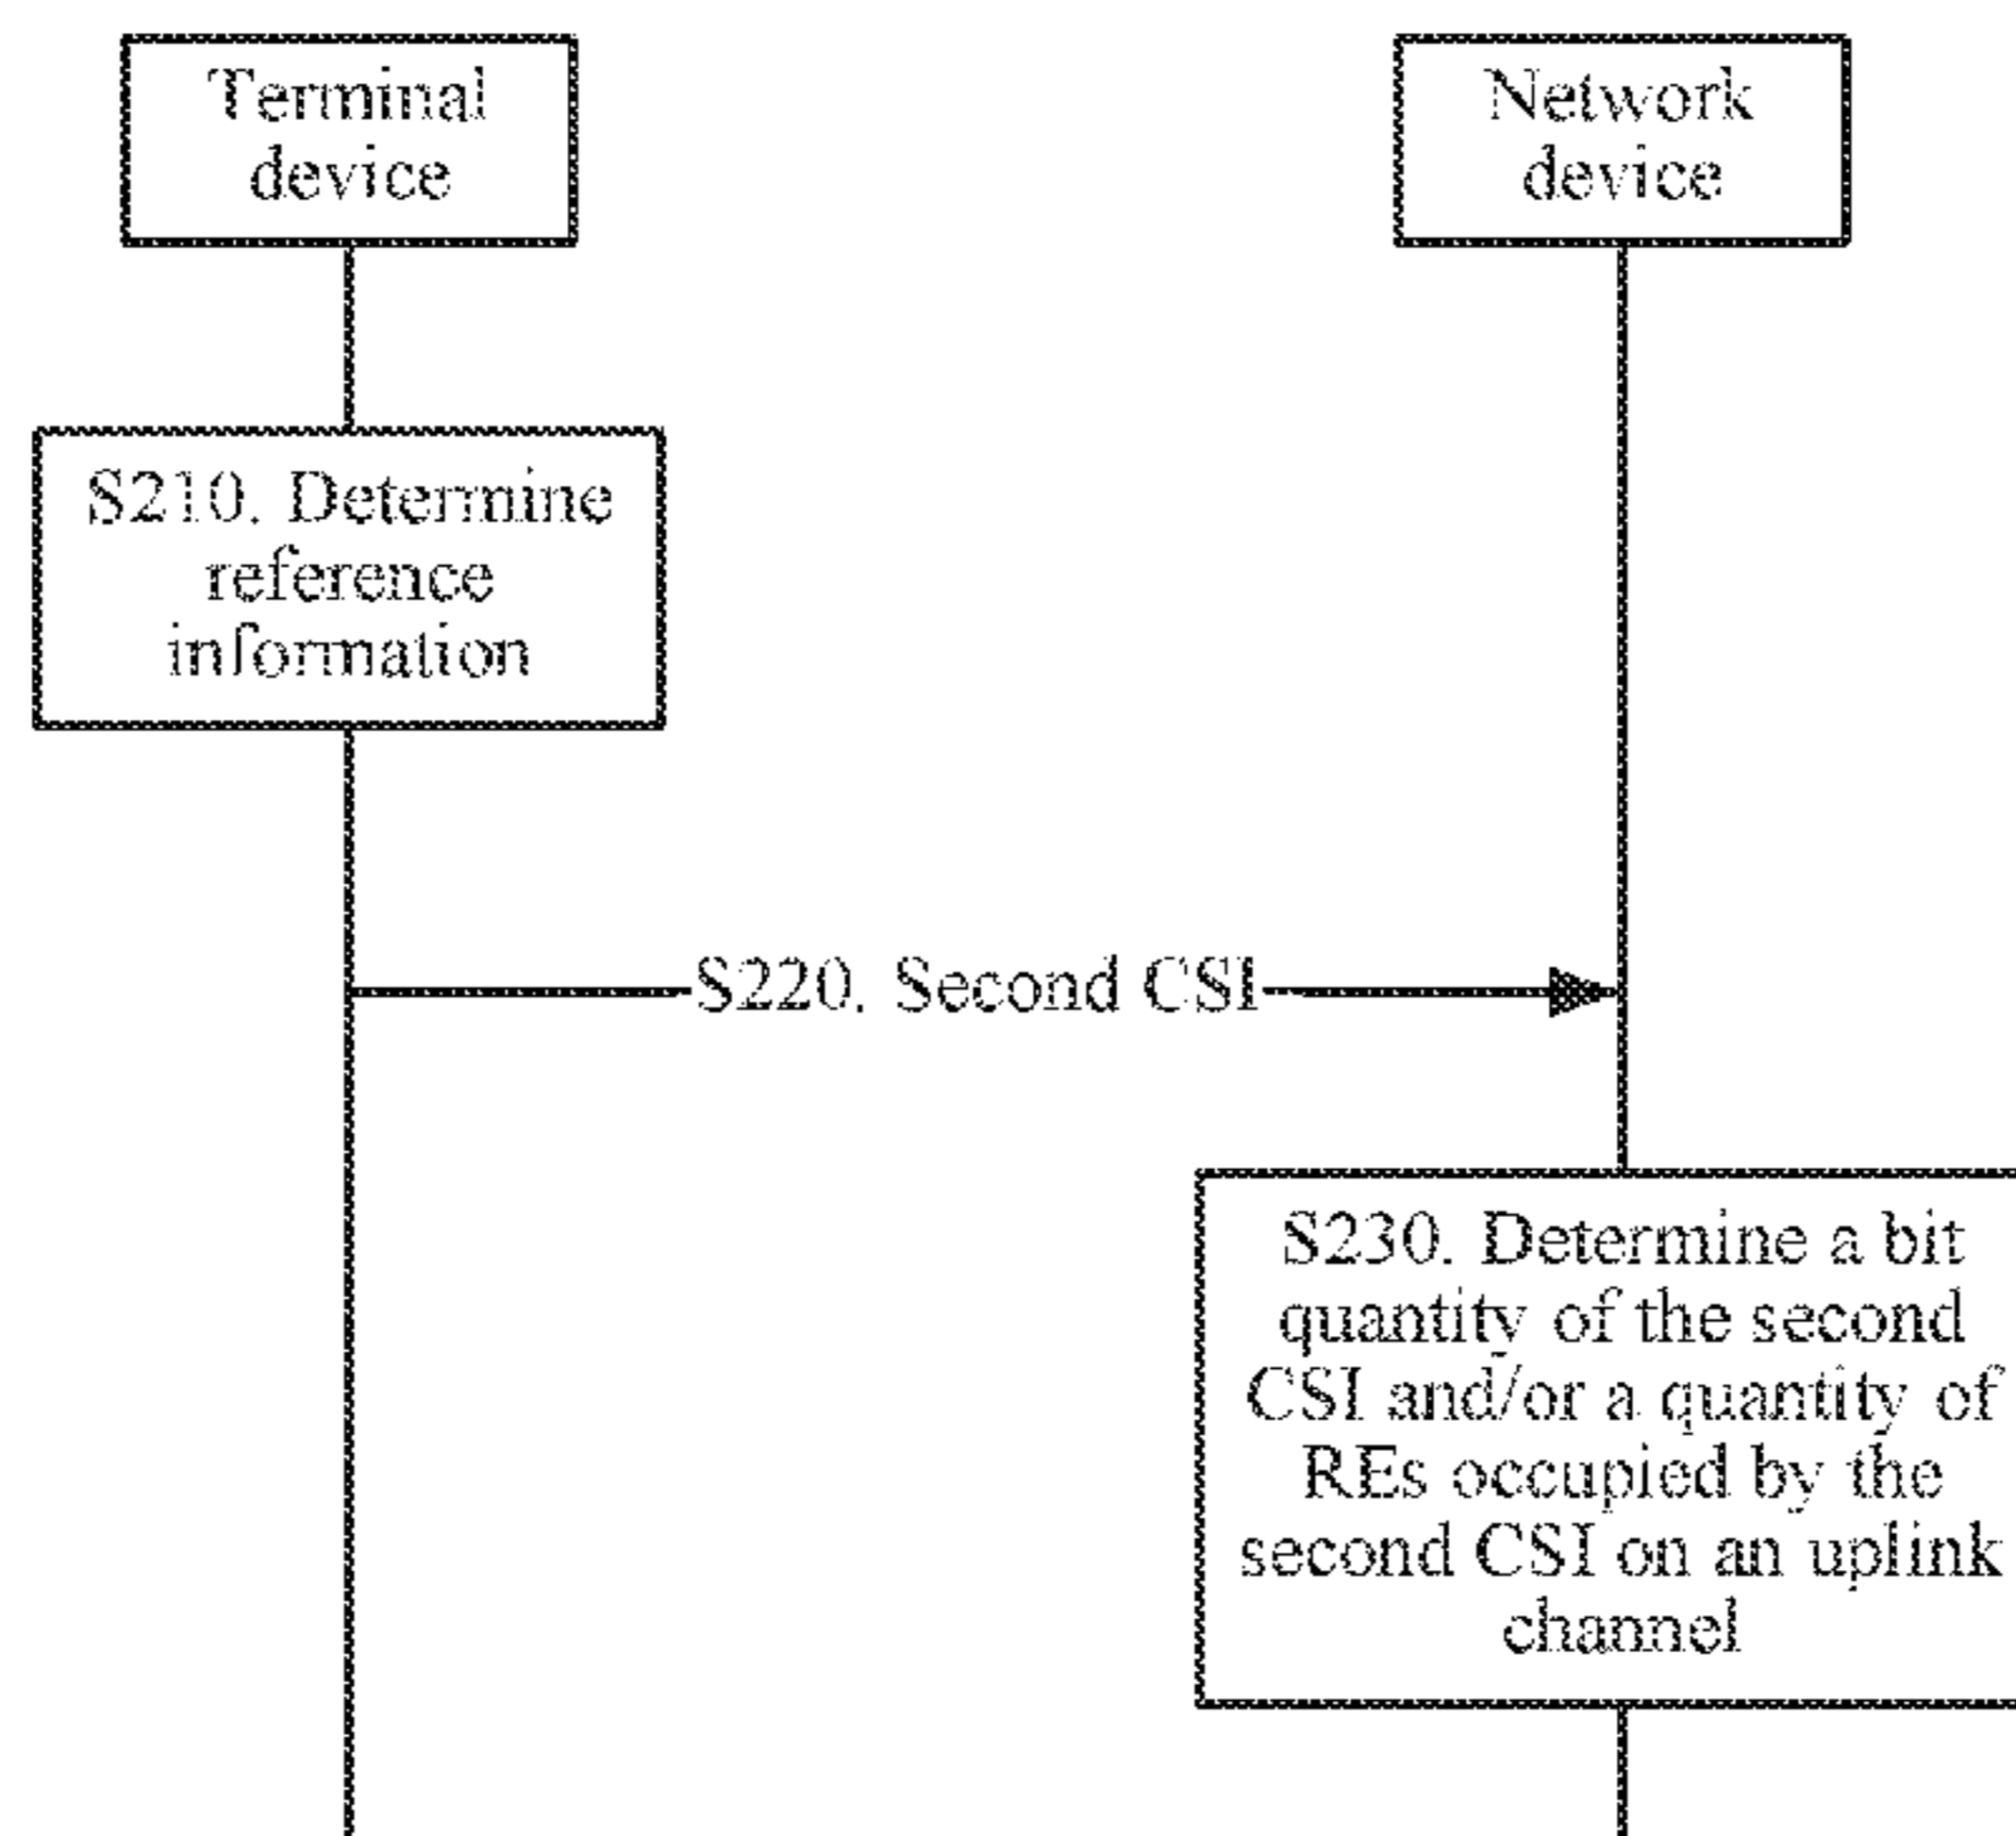 Terminal
device
Network
device
S210. Determine
reference
information
S220. Second CSI
S230. Determine a bit
quantity of the second
CSI and/or a quantity of
REs occupied by the
second CSI on an uplink
channel